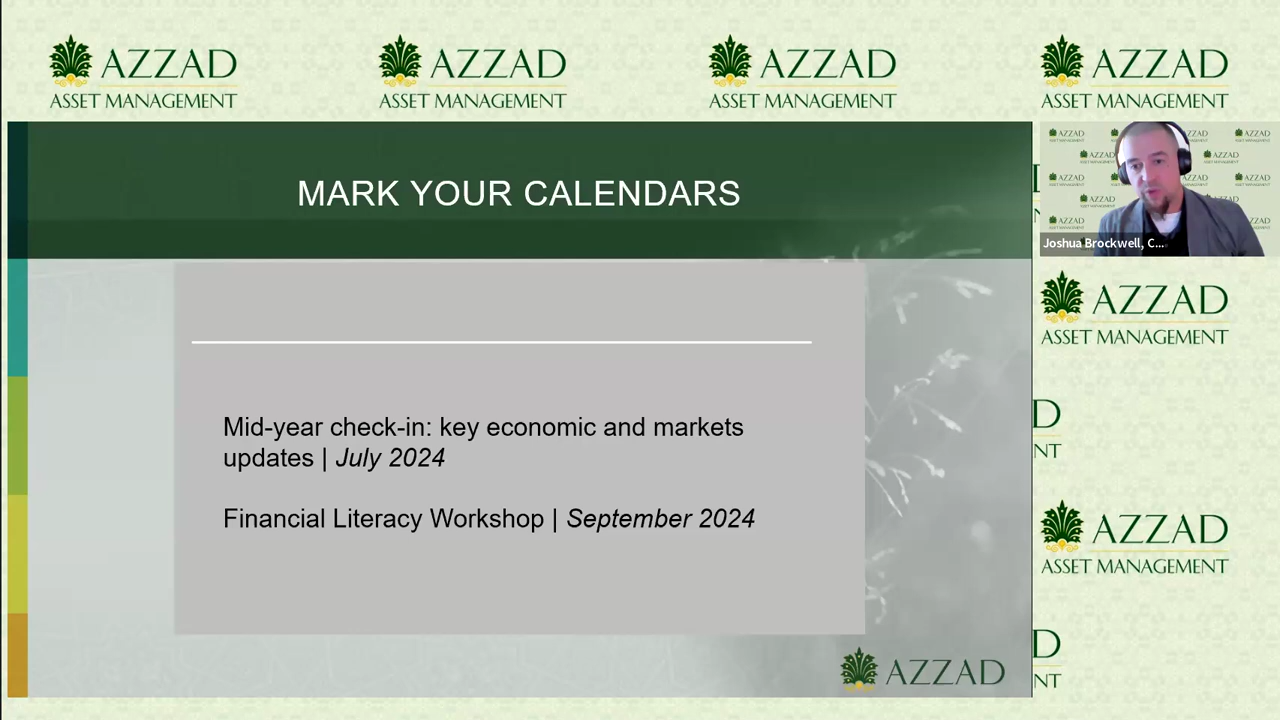 AZZAD AZZAD AZZAD AZZAD
ASSET MANAGEMENT ASSET MANAGEMENT ASSET MANAGEMENT ASSET MANAGEMENT
MARK YOUR CALENDARS
Joshua Brockwell, C...
AZZAD
ASSET MANAGEMENT
Mid-year check-in: key economic and markets
updates | July 2024
D
NT
Financial Literacy Workshop | September 2024
AZZAD
ASSET MANAGEMENT
D
NT
AZZAD